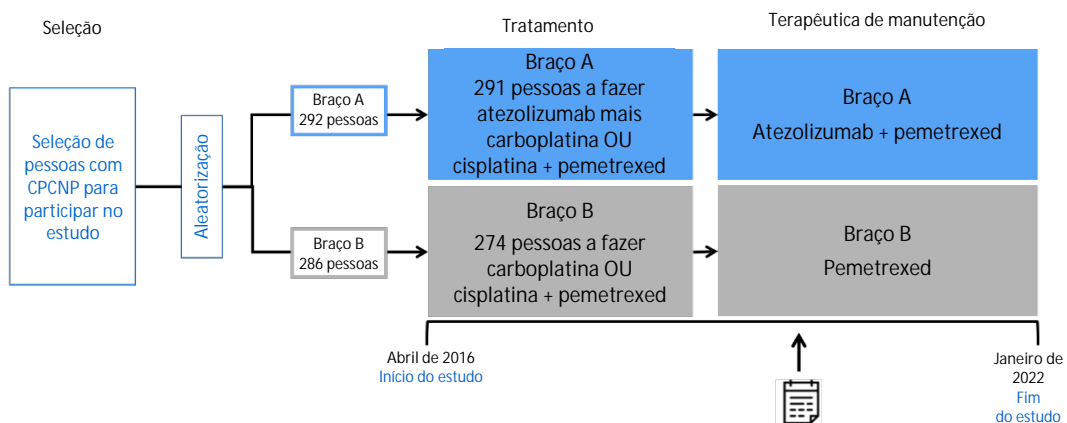 Seleção
Tratamento
Terapêutica de manutenção
Seleção de
pessoas com
CPCNP para
participar no
estudo
Aleatorização
Braço A
292 pessoas
Braço B
286 pessoas
Braço A
291 pessoas a fazer
atezolizumab mais
carboplatina OU
cisplatina + pemetrexed
Braço B
274 pessoas a fazer
carboplatina OU
cisplatina + pemetrexed
Braço A
Atezolizumab + pemetrexed
Braço B
Pemetrexed
Abril de 2016
Início do estudo
Janeiro de
2022
Fim
do estudo